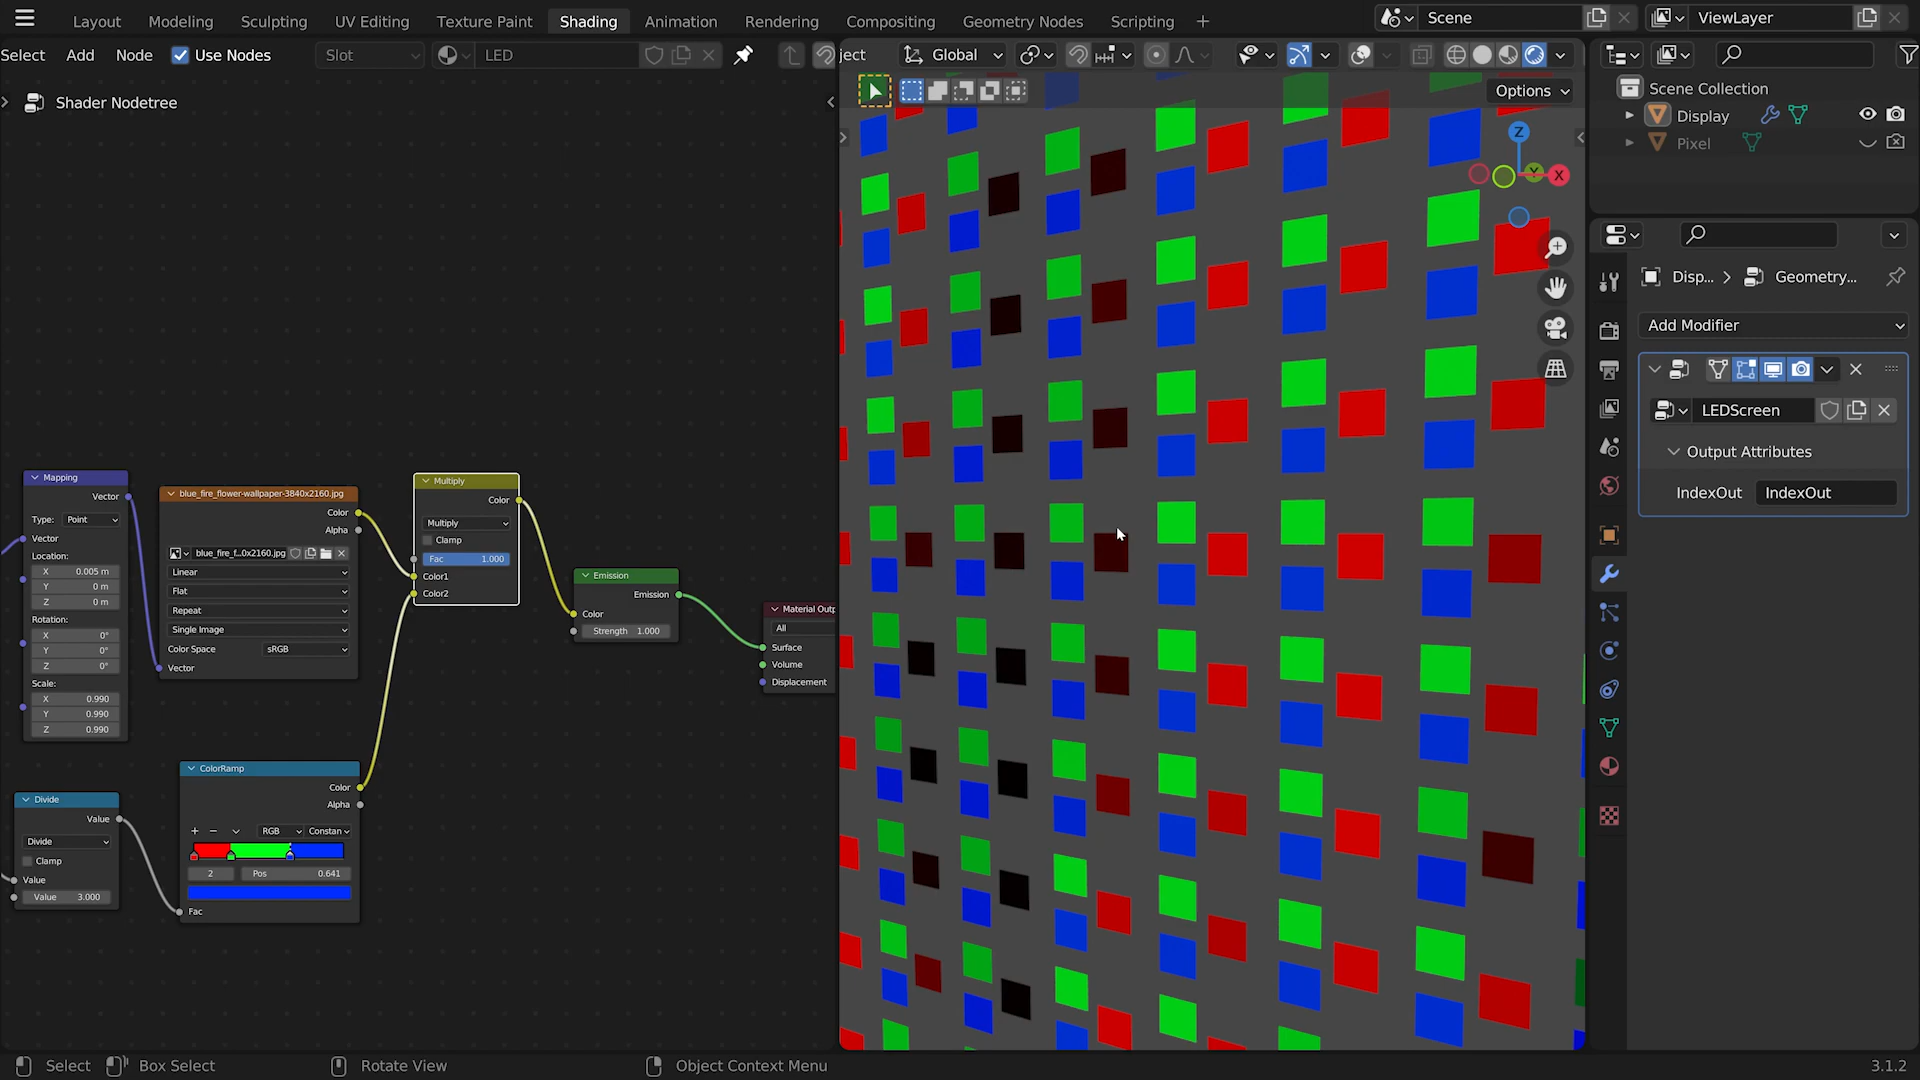 Layout Modeling Sculpting UV Editing Texture Paint Shading Animation Rendering Compositing Geometry Nodes Scripting +
Scene
ViewLayer
Select Add Node Use Nodes Slot LED
ject Global
Options
Shader Nodetree
Z
Y
X
Scene Collection
Display
Pixel
Disp... > Geometry...
Add Modifier
LEDScreen
Output Attributes
IndexOut IndexOut
Mapping
Vector
Type: Point
Vector
Location:
X 0.005 m
Y 0 m
Z 0 m
Rotation:
X 0°
Y 0°
Z 0°
Scale:
X 0.990
Y 0.990
Z 0.990
blue_fire_flower-wallpaper-3840x2160.jpg
Color
Alpha
blue_fire_f...0x2160.jpg
Linear
Flat
Repeat
Single Image
Color Space sRGB
Vector
Multiply
Color
Multiply
Clamp
Fac 1.000
Color1
Color2
Emission
Emission
Color
Strength 1.000
Material Outp
All
Surface
Volume
Displacement
Divide
Value
Divide
Clamp
Value
Value 3.000
ColorRamp
Color
Alpha
+ − RGB Constan
2 Pos 0.641
Fac
Select Box Select Rotate View Object Context Menu 3.1.2